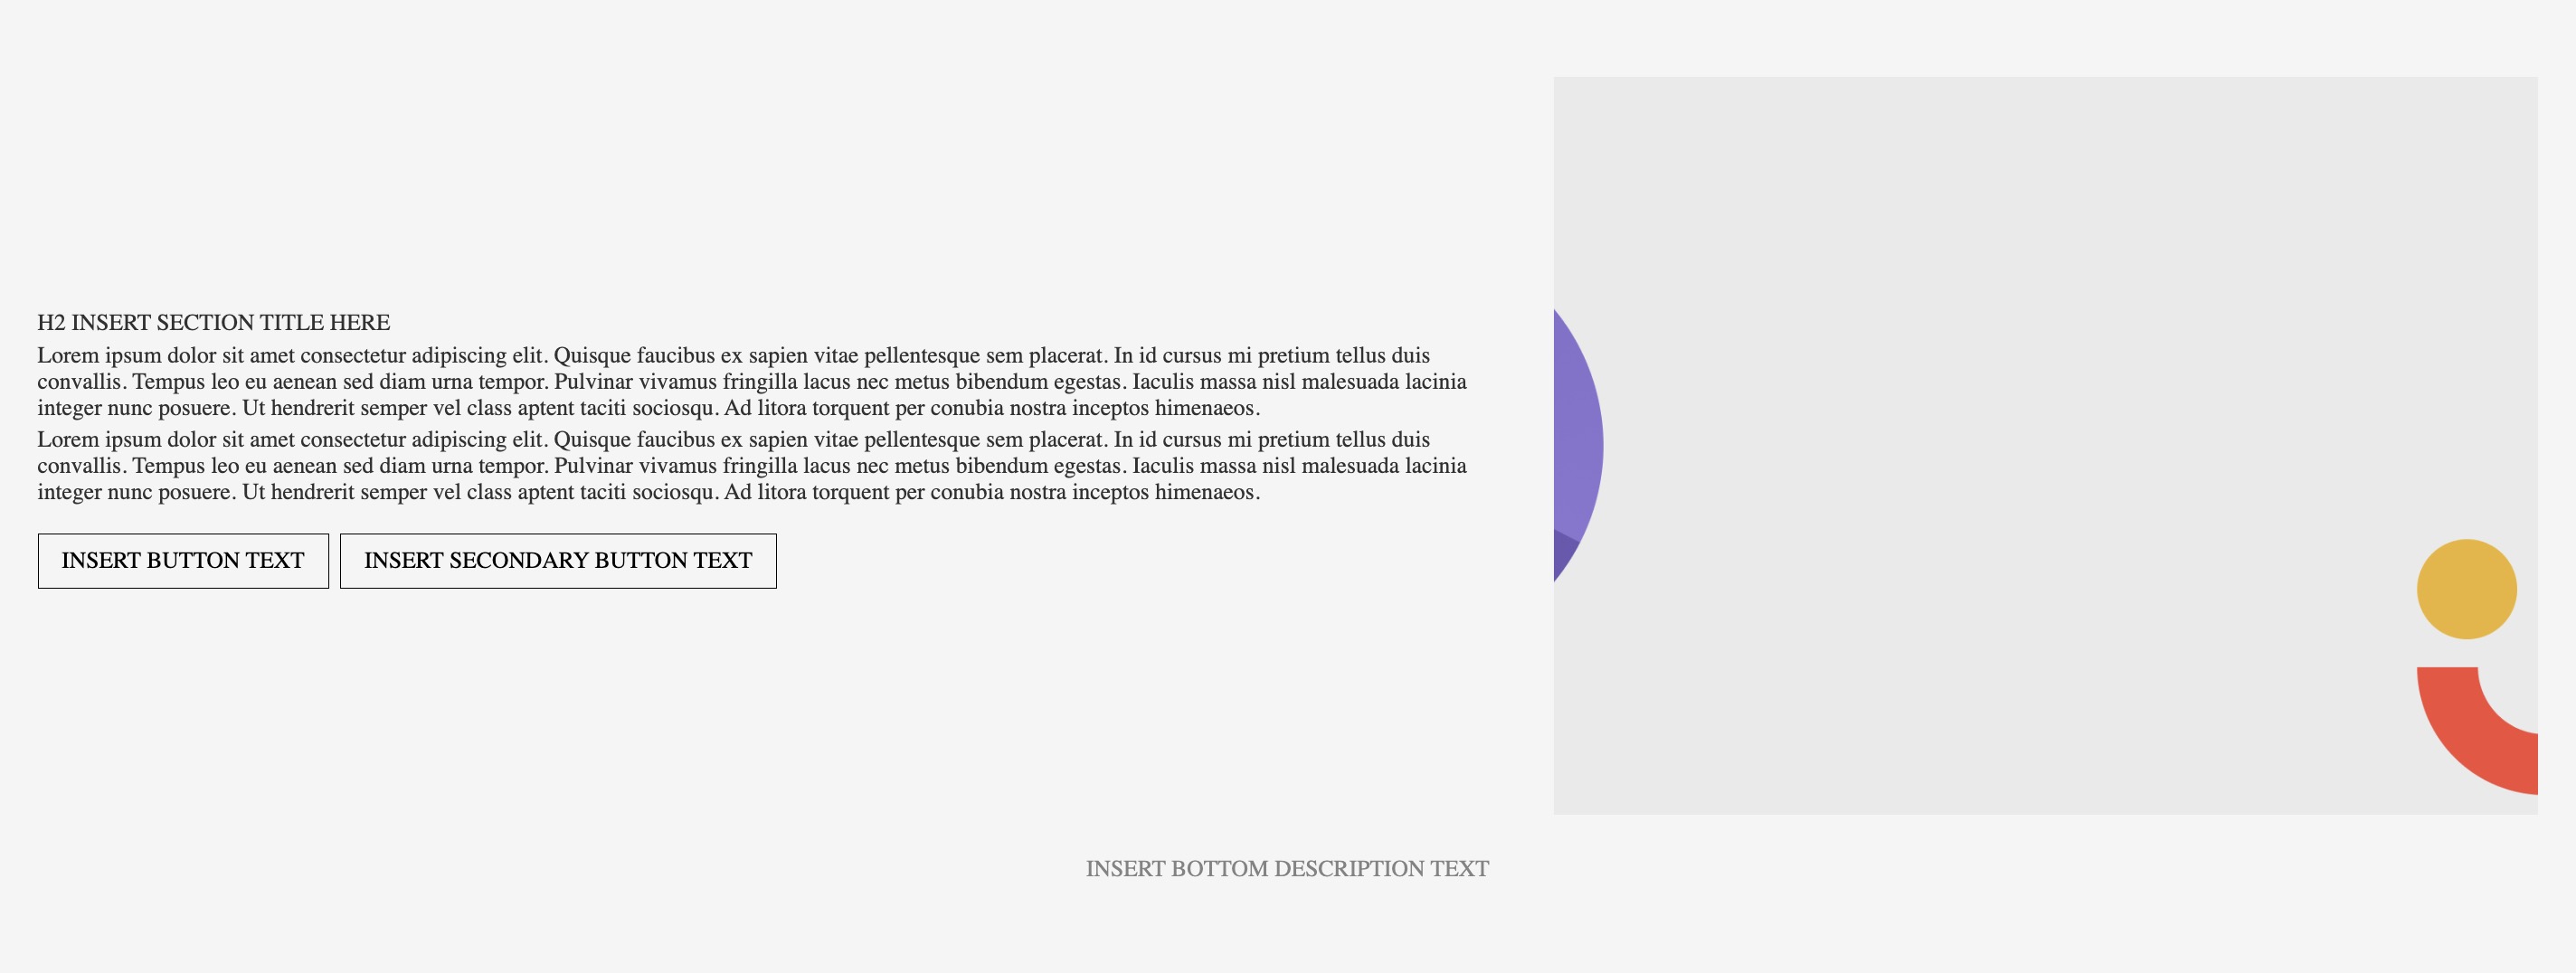 H2 INSERT SECTION TITLE HERE
Lorem ipsum dolor sit amet consectetur adipiscing elit. Quisque faucibus ex sapien vitae pellentesque sem placerat. In id cursus mi pretium tellus duis
convallis. Tempus leo eu aenean sed diam urna tempor. Pulvinar vivamus fringilla lacus nec metus bibendum egestas. Iaculis massa nisl malesuada lacinia
integer nunc posuere. Ut hendrerit semper vel class aptent taciti sociosqu. Ad litora torquent per conubia nostra inceptos himenaeos.
Lorem ipsum dolor sit amet consectetur adipiscing elit. Quisque faucibus ex sapien vitae pellentesque sem placerat. In id cursus mi pretium tellus duis
convallis. Tempus leo eu aenean sed diam urna tempor. Pulvinar vivamus fringilla lacus nec metus bibendum egestas. Iaculis massa nisl malesuada lacinia
integer nunc posuere. Ut hendrerit semper vel class aptent taciti sociosqu. Ad litora torquent per conubia nostra inceptos himenaeos.
INSERT BUTTON TEXT
INSERT SECONDARY BUTTON TEXT
INSERT BOTTOM DESCRIPTION TEXT